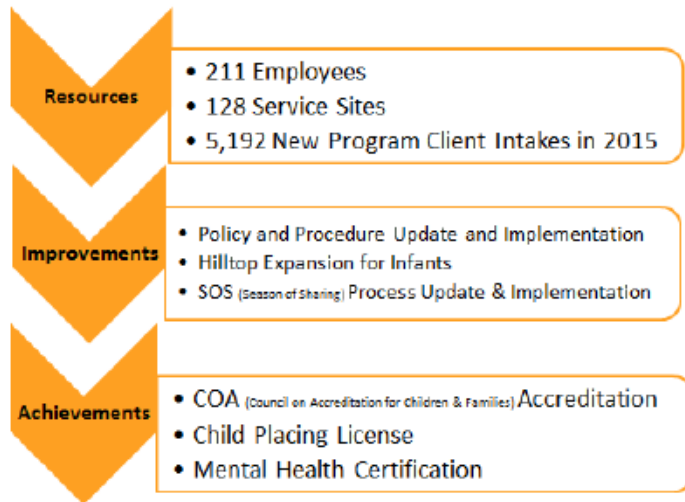 Resources
• 211 Employees
• 128 Service Sites
• 5,192 New Program Client Intakes in 2015
Improvements
• Policy and Procedure Update and Implementation
• Hilltop Expansion for Infants
• SOS (Season of Sharing) Process Update & Implementation
Achievements
• COA (Council on Accreditation for Children & Families) Accreditation
• Child Placing License
• Mental Health Certification